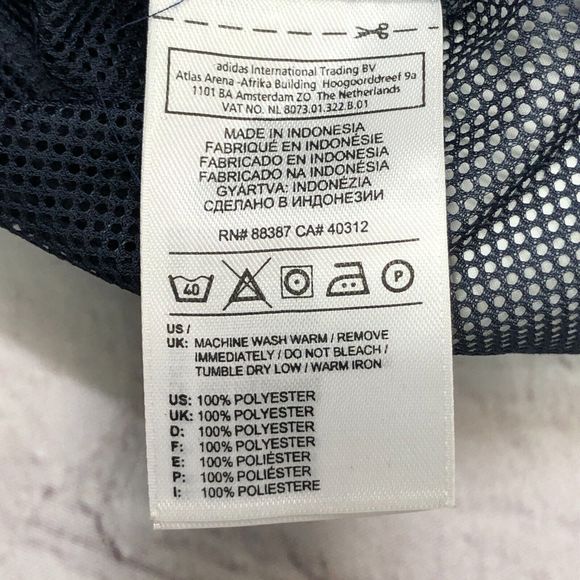 adidas International Trading BV
Atlas Arena -Afrika Building Hoogoorddreef 9a
1101 BA Amsterdam ZO The Netherlands
VAT NO. NL 8073.01.322.B.01
MADE IN INDONESIA
FABRIQUÉ EN INDONÉSIE
FABRICADO EN INDONESIA
FABRICADO NA INDONÉSIA
GYÁRTVA: INDONÉZIA
СДЕЛАНО В ИНДОНЕЗИИ
RN# 88387 CA# 40312
40 P
US /
UK: MACHINE WASH WARM / REMOVE
IMMEDIATELY / DO NOT BLEACH /
TUMBLE DRY LOW / WARM IRON
US: 100% POLYESTER
UK: 100% POLYESTER
D: 100% POLYESTER
F: 100% POLYESTER
E: 100% POLIÉSTER
P: 100% POLIÉSTER
I: 100% POLIESTERE